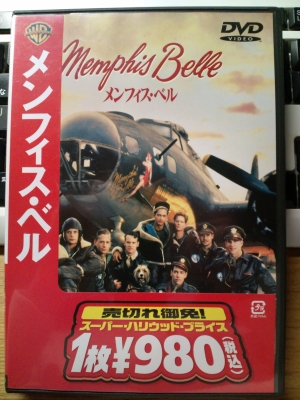 DVD
VIDEO
メンフィス・ベル
Memphis Belle
メンフィス・ベル
売切れ御免!
スーパー・ハリウッド・プライス
1枚¥980(税込)